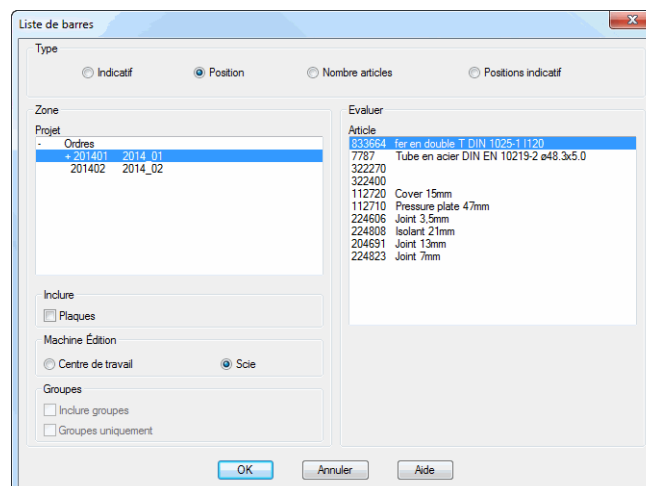 Liste de barres
Type
Indicatif Position Nombre articles Positions indicatif
Zone
Projet
- Ordres
+ 201401 2014_01
201402 2014_02
Inclure
Plaques
Machine Édition
Centre de travail Scie
Groupes
Inclure groupes
Groupes uniquement
Evaluer
Article
833664 fer en double T DIN 1025-1 I120
7787 Tube en acier DIN EN 10219-2 ø48.3x5.0
322270
322400
112720 Cover 15mm
112710 Pressure plate 47mm
224606 Joint 3,5mm
224808 Isolant 21mm
204691 Joint 13mm
224823 Joint 7mm
OK Annuler Aide